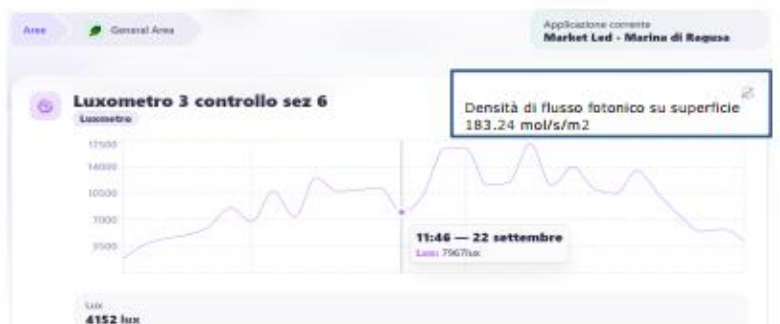 Aree
General Area
Applicazione corrente
Market Led - Marina di Ragusa
Luxometro 3 controllo sez 6
Luxometro
Densità di flusso fotonico su superficie
183.24 mol/s/m2
17500
14000
10500
7000
3500
11:46 — 22 settembre
Lux: 7967lux
Lux
4152 lux